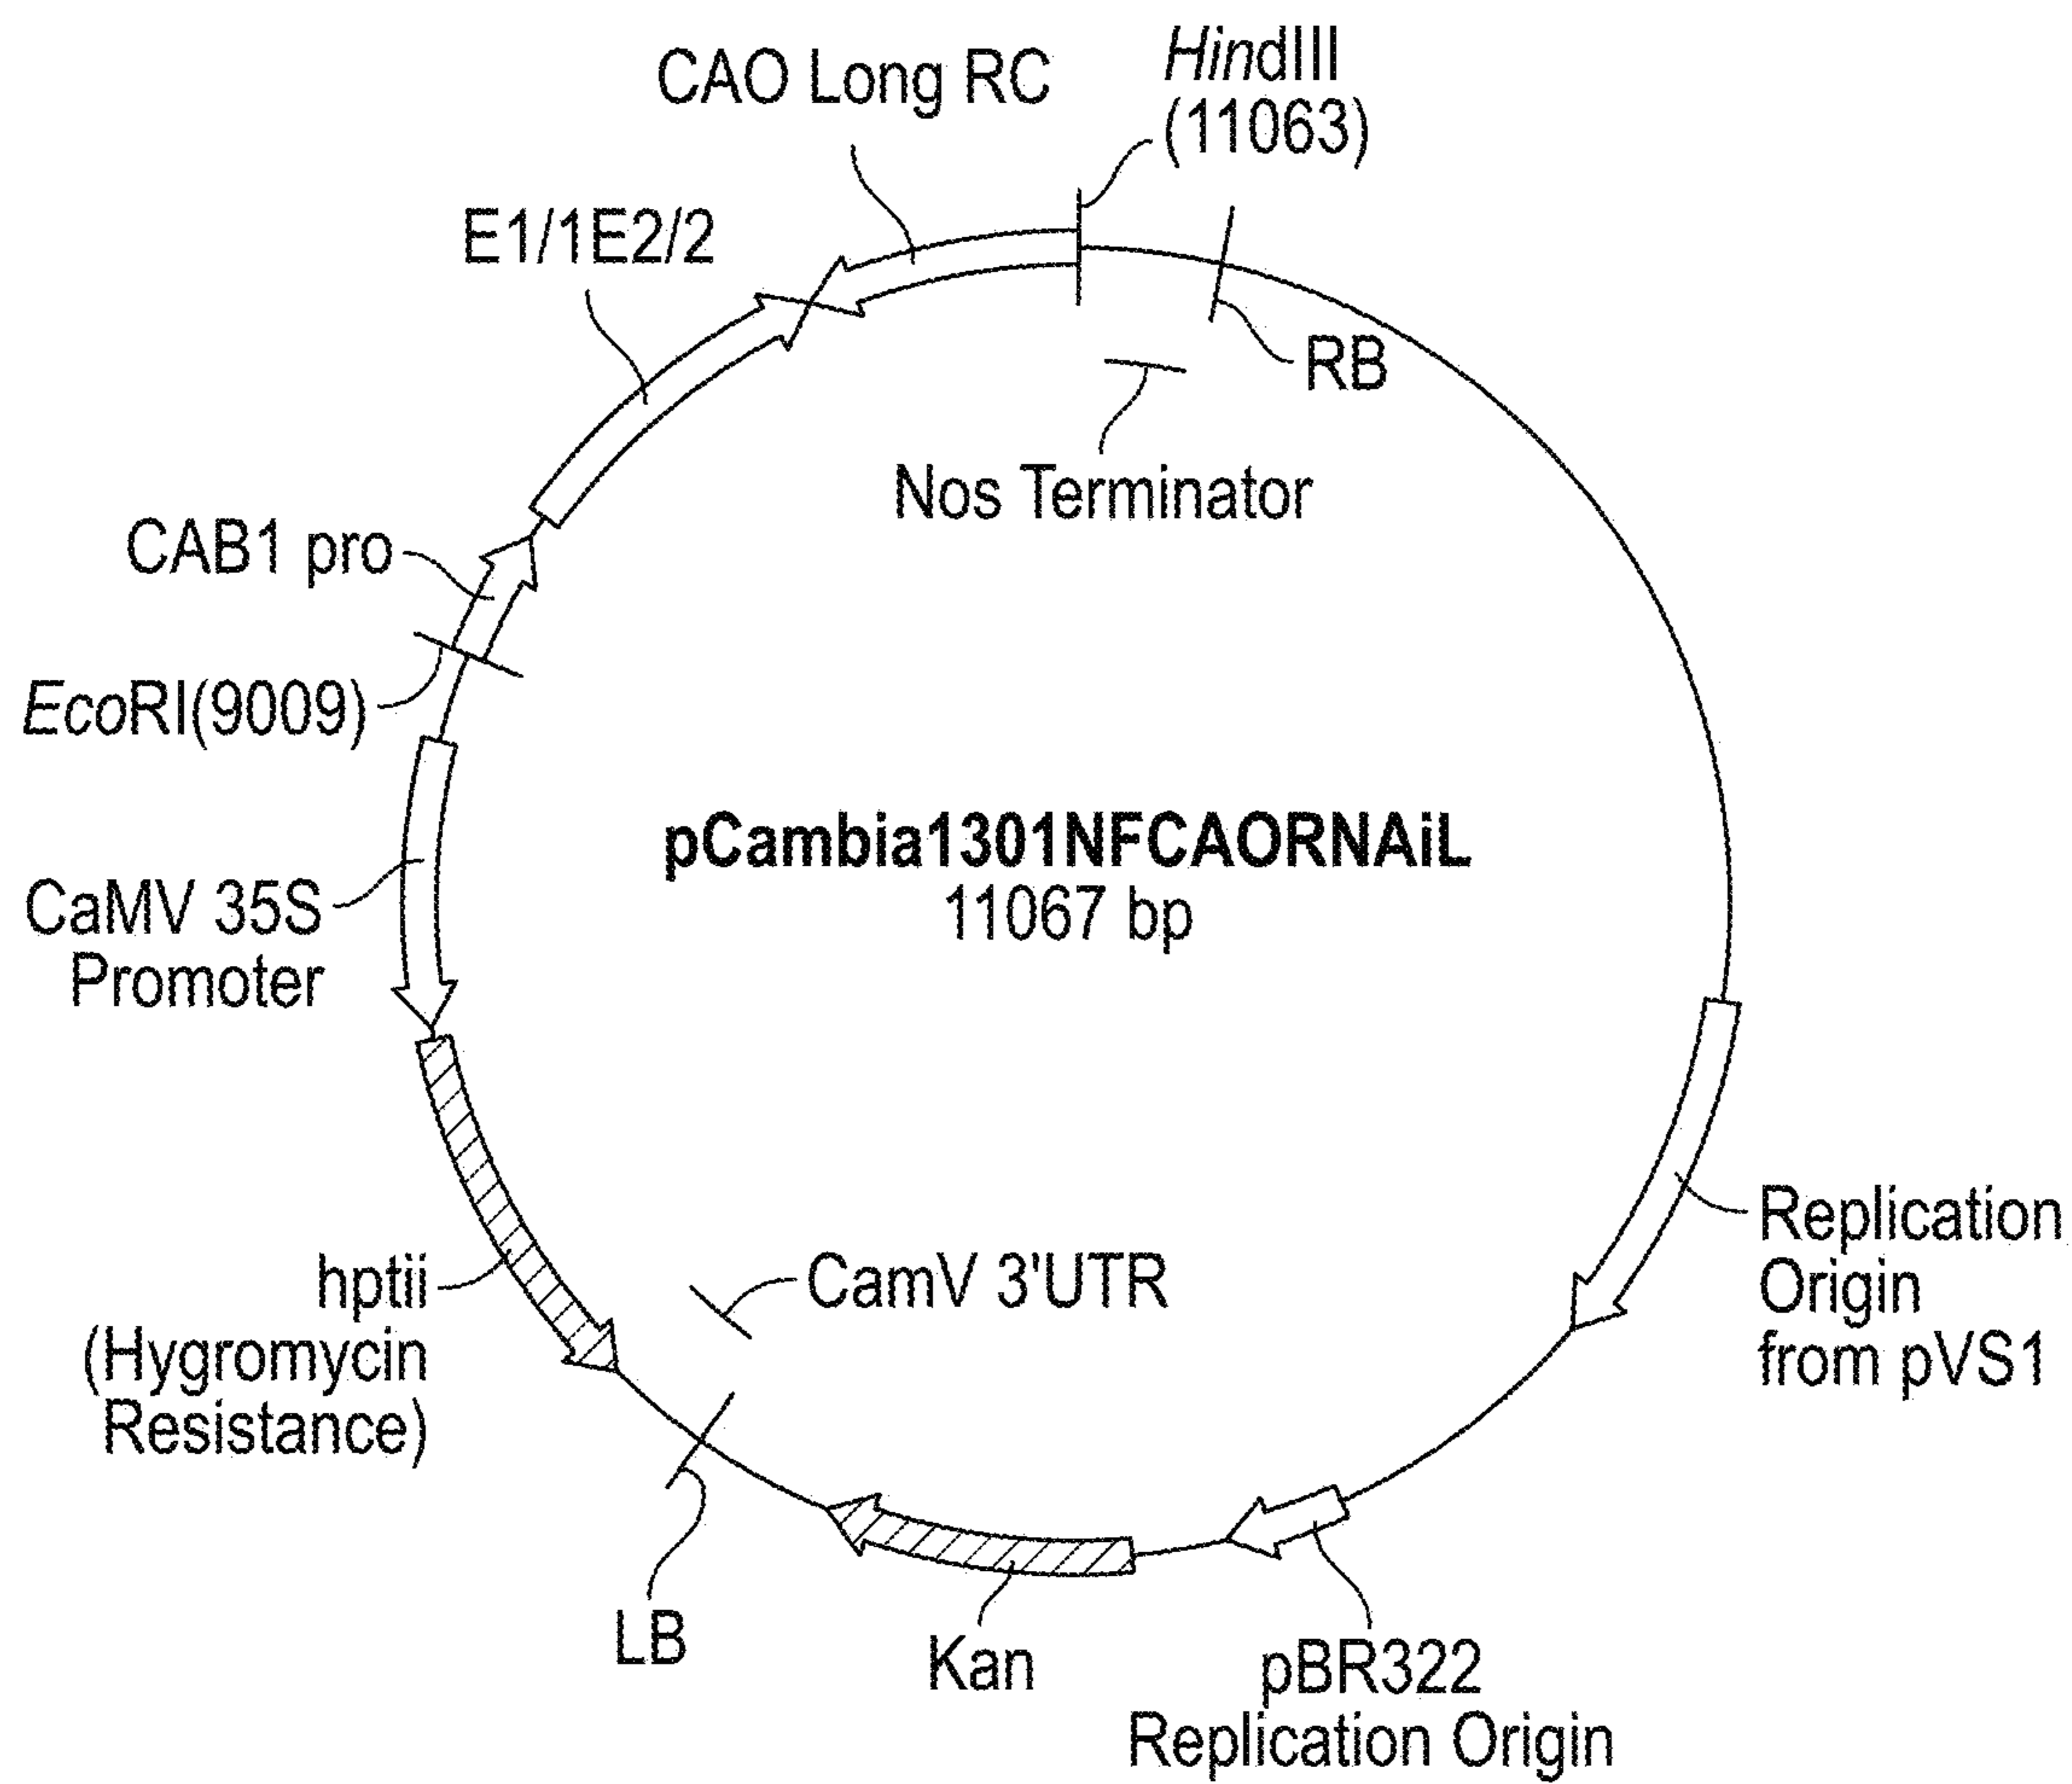 CAO Long RC
HindIII
(11063)
E1/1E2/2
RB
Nos Terminator
CAB1 pro
EcoRI(9009)
pCambia1301NFCAORNAiL
11067 bp
CaMV 35S
Promoter
Replication
Origin
from pVS1
CamV 3'UTR
hptii
(Hygromycin
Resistance)
LB
Kan
pBR322
Replication Origin